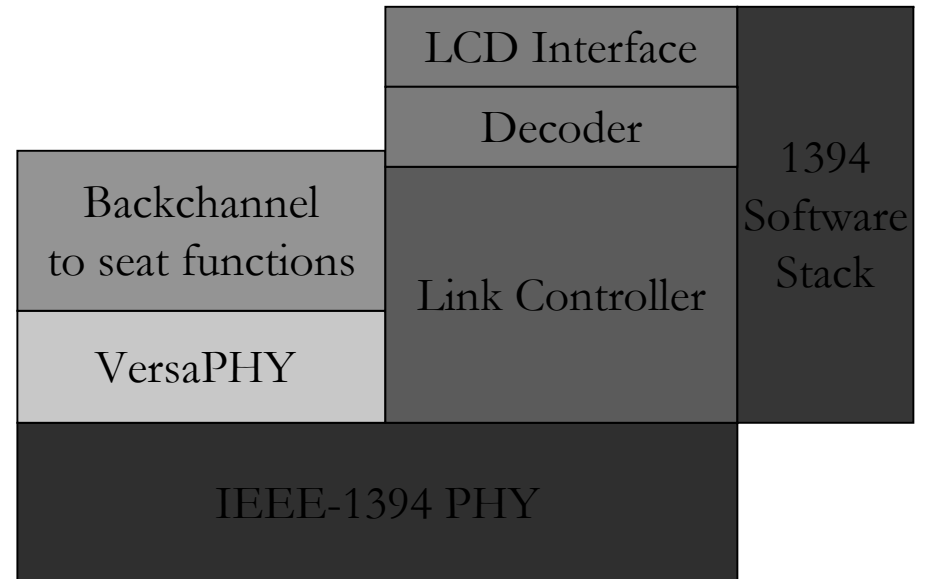 LCD Interface
Decoder
1394
Software
Stack
Backchannel
to seat functions
Link Controller
VersaPHY
IEEE-1394 PHY